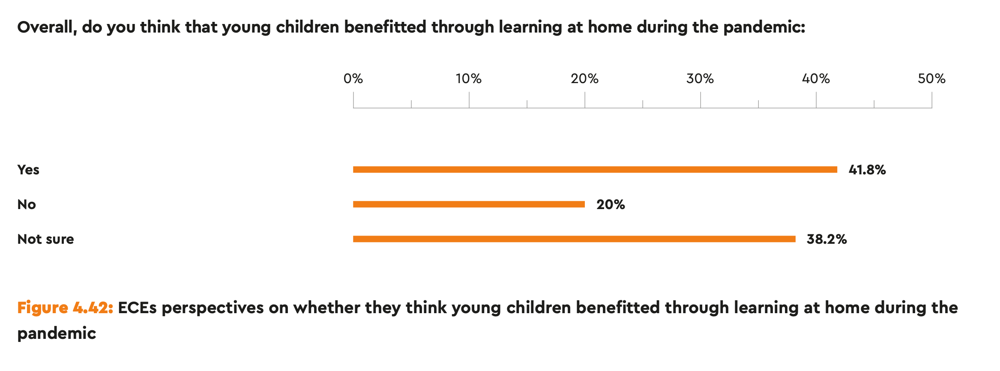 Overall, do you think that young children benefitted through learning at home during the pandemic:
0% 10% 20% 30% 40% 50%
Yes 41.8%
No 20%
Not sure 38.2%
Figure 4.42: ECEs perspectives on whether they think young children benefitted through learning at home during the
pandemic